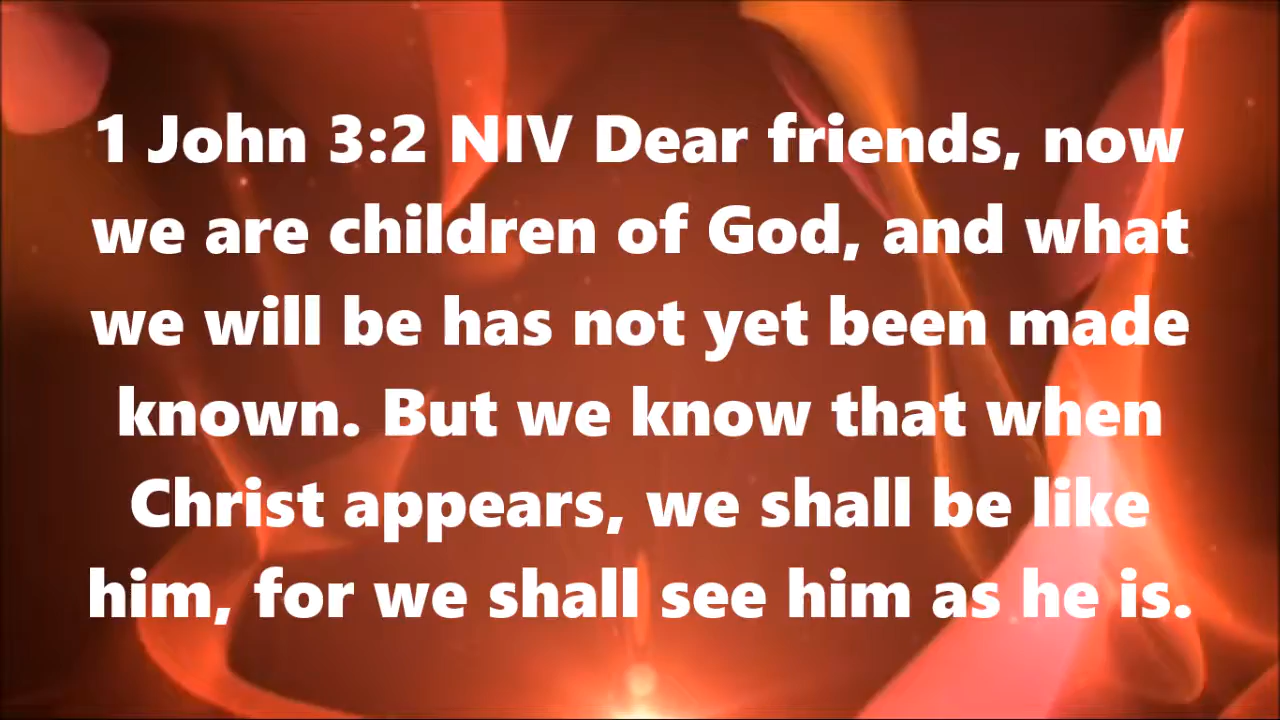 1 John 3:2 NIV Dear friends, now
we are children of God, and what
we will be has not yet been made
known. But we know that when
Christ appears, we shall be like
him, for we shall see him as he is.